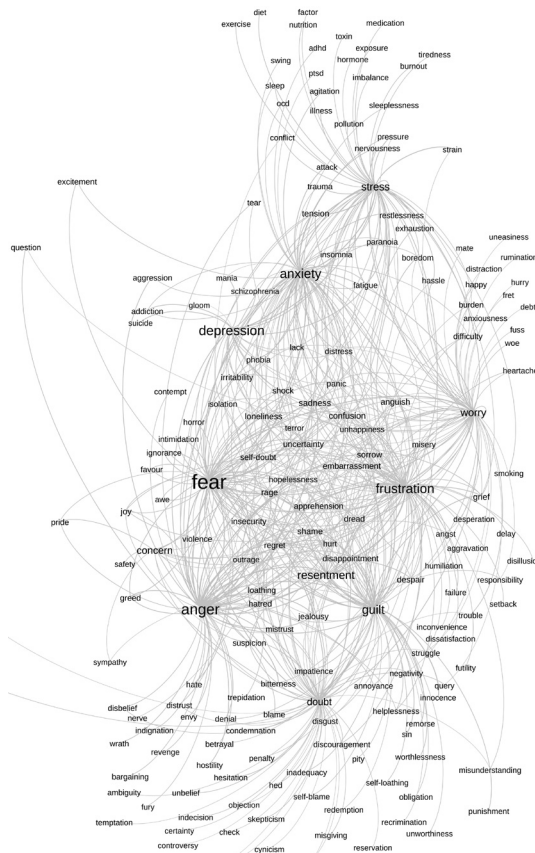 diet
factor
exercise
nutrition
medication
toxin
adhd
exposure
tiredness
swing
hormone
burnout
ptsd
imbalance
sleep
agitation
ocd
illness
sleeplessness
pollution
conflict
pressure
nervousness
strain
attack
excitement
trauma
stress
tear
tension
restlessness
exhaustion
uneasiness
question
paranoia
mate
insomnia
boredom
rumination
distraction
aggression
mania
anxiety
hassle
happy
hurry
schizophrenia
fatigue
fret
addiction
gloom
burden
debt
suicide
anxiousness
depression
fuss
difficulty
woe
lack
distress
phobia
heartache
irritability
panic
contempt
shock
isolation
sadness
anguish
loneliness
confusion
worry
horror
terror
unhappiness
intimidation
uncertainty
misery
ignorance
self-doubt
sorrow
embarrassment
favour
fear
hopelessness
smoking
rage
frustration
awe
grief
joy
apprehension
pride
insecurity
dread
desperation
violence
shame
angst
delay
concern
regret
hurt
aggravation
safety
outrage
disappointment
humiliation
disillusion
resentment
despair
responsibility
greed
loathing
failure
hatred
setback
anger
guilt
jealousy
trouble
mistrust
inconvenience
dissatisfaction
suspicion
struggle
sympathy
impatience
futility
hate
bitterness
negativity
trepidation
annoyance
query
disbelief
distrust
doubt
innocence
nerve
envy
denial
blame
helplessness
indignation
condemnation
disgust
remorse
wrath
sin
revenge
betrayal
discouragement
hostility
penalty
pity
worthlessness
bargaining
hesitation
inadequacy
misunderstanding
ambiguity
unbelief
hed
self-loathing
fury
objection
self-blame
obligation
temptation
indecision
skepticism
redemption
punishment
certainty
check
misgiving
recrimination
controversy
cynicism
reservation
unworthiness